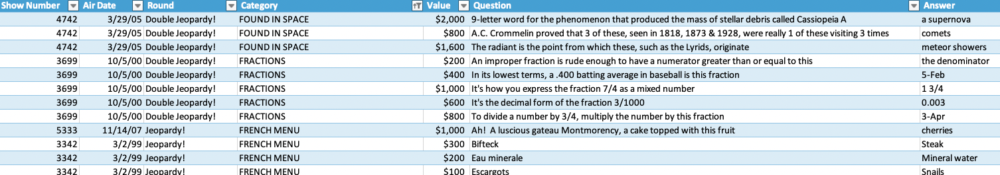 Show Number Air Date Round Category Value Question Answer
4742 3/29/05 Double Jeopardy! FOUND IN SPACE $2,000 9-letter word for the phenomenon that produced the mass of stellar debris called Cassiopeia A a supernova
4742 3/29/05 Double Jeopardy! FOUND IN SPACE $800 A.C. Crommelin proved that 3 of these, seen in 1818, 1873 & 1928, were really 1 of these visiting 3 times comets
4742 3/29/05 Double Jeopardy! FOUND IN SPACE $1,600 The radiant is the point from which these, such as the Lyrids, originate meteor showers
3699 10/5/00 Double Jeopardy! FRACTIONS $200 An improper fraction is rude enough to have a numerator greater than or equal to this the denominator
3699 10/5/00 Double Jeopardy! FRACTIONS $400 In its lowest terms, a .400 batting average in baseball is this fraction 5-Feb
3699 10/5/00 Double Jeopardy! FRACTIONS $1,000 It's how you express the fraction 7/4 as a mixed number 1 3/4
3699 10/5/00 Double Jeopardy! FRACTIONS $600 It's the decimal form of the fraction 3/1000 0.003
3699 10/5/00 Double Jeopardy! FRACTIONS $800 To divide a number by 3/4, multiply the number by this fraction 3-Apr
5333 11/14/07 Jeopardy! FRENCH MENU $1,000 Ah! A luscious gateau Montmorency, a cake topped with this fruit cherries
3342 3/2/99 Jeopardy! FRENCH MENU $300 Bifteck Steak
3342 3/2/99 Jeopardy! FRENCH MENU $200 Eau minerale Mineral water
3342 3/2/99 Jeopardy! FRENCH MENU $100 Escargots Snails